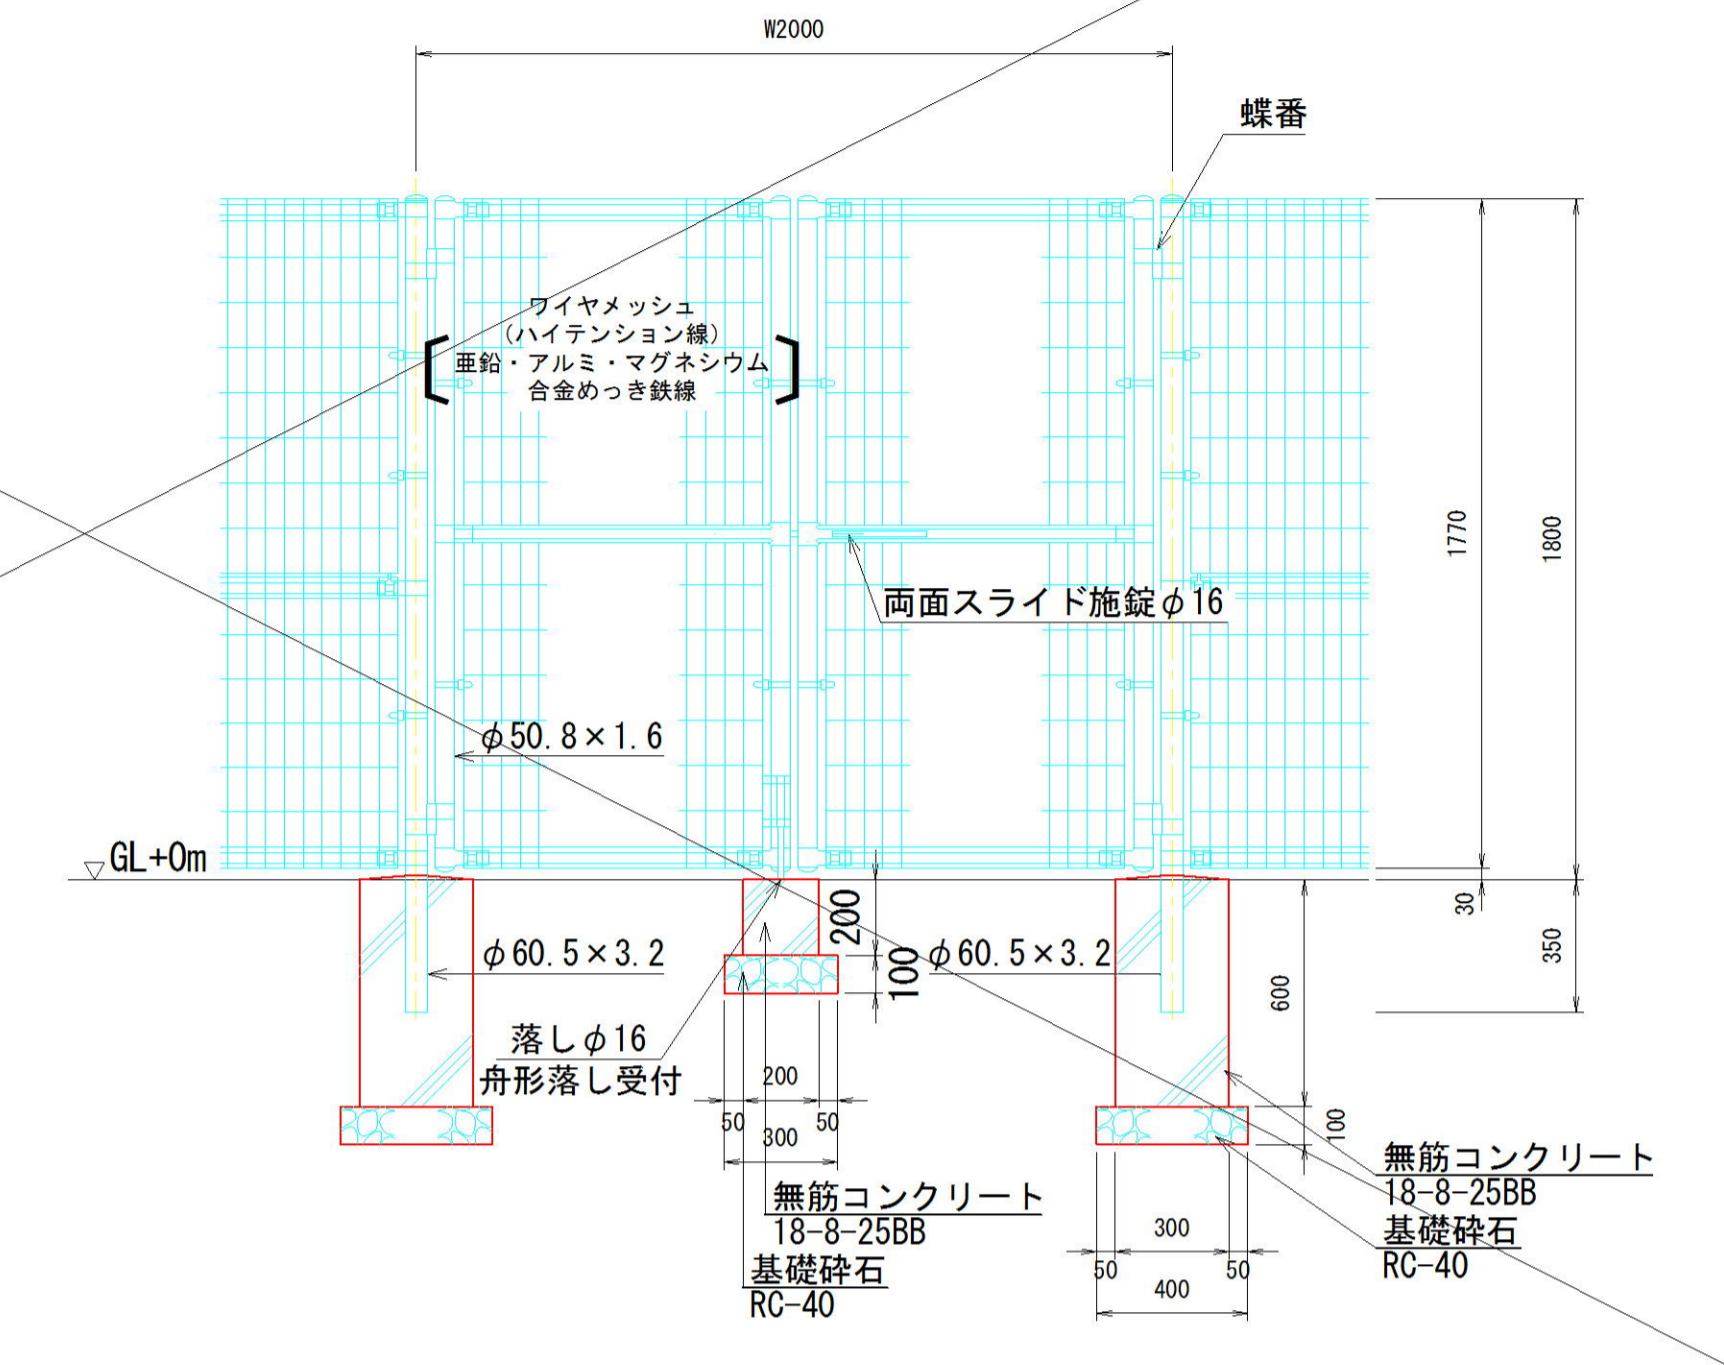 W2000
蝶番
ワイヤメッシュ
(ハイテンション線)
亜鉛・アルミ・マグネシウム
合金めっき鉄線
1770
1800
両面スライド施錠φ16
φ50.8×1.6
GL+0m
30
200
φ60.5×3.2
100
φ60.5×3.2
600
350
落しφ16
舟形落し受付
200
50
50
300
100
無筋コンクリート
18-8-25BB
基礎砕石
RC-40
無筋コンクリート
18-8-25BB
基礎砕石
RC-40
300
50
50
400